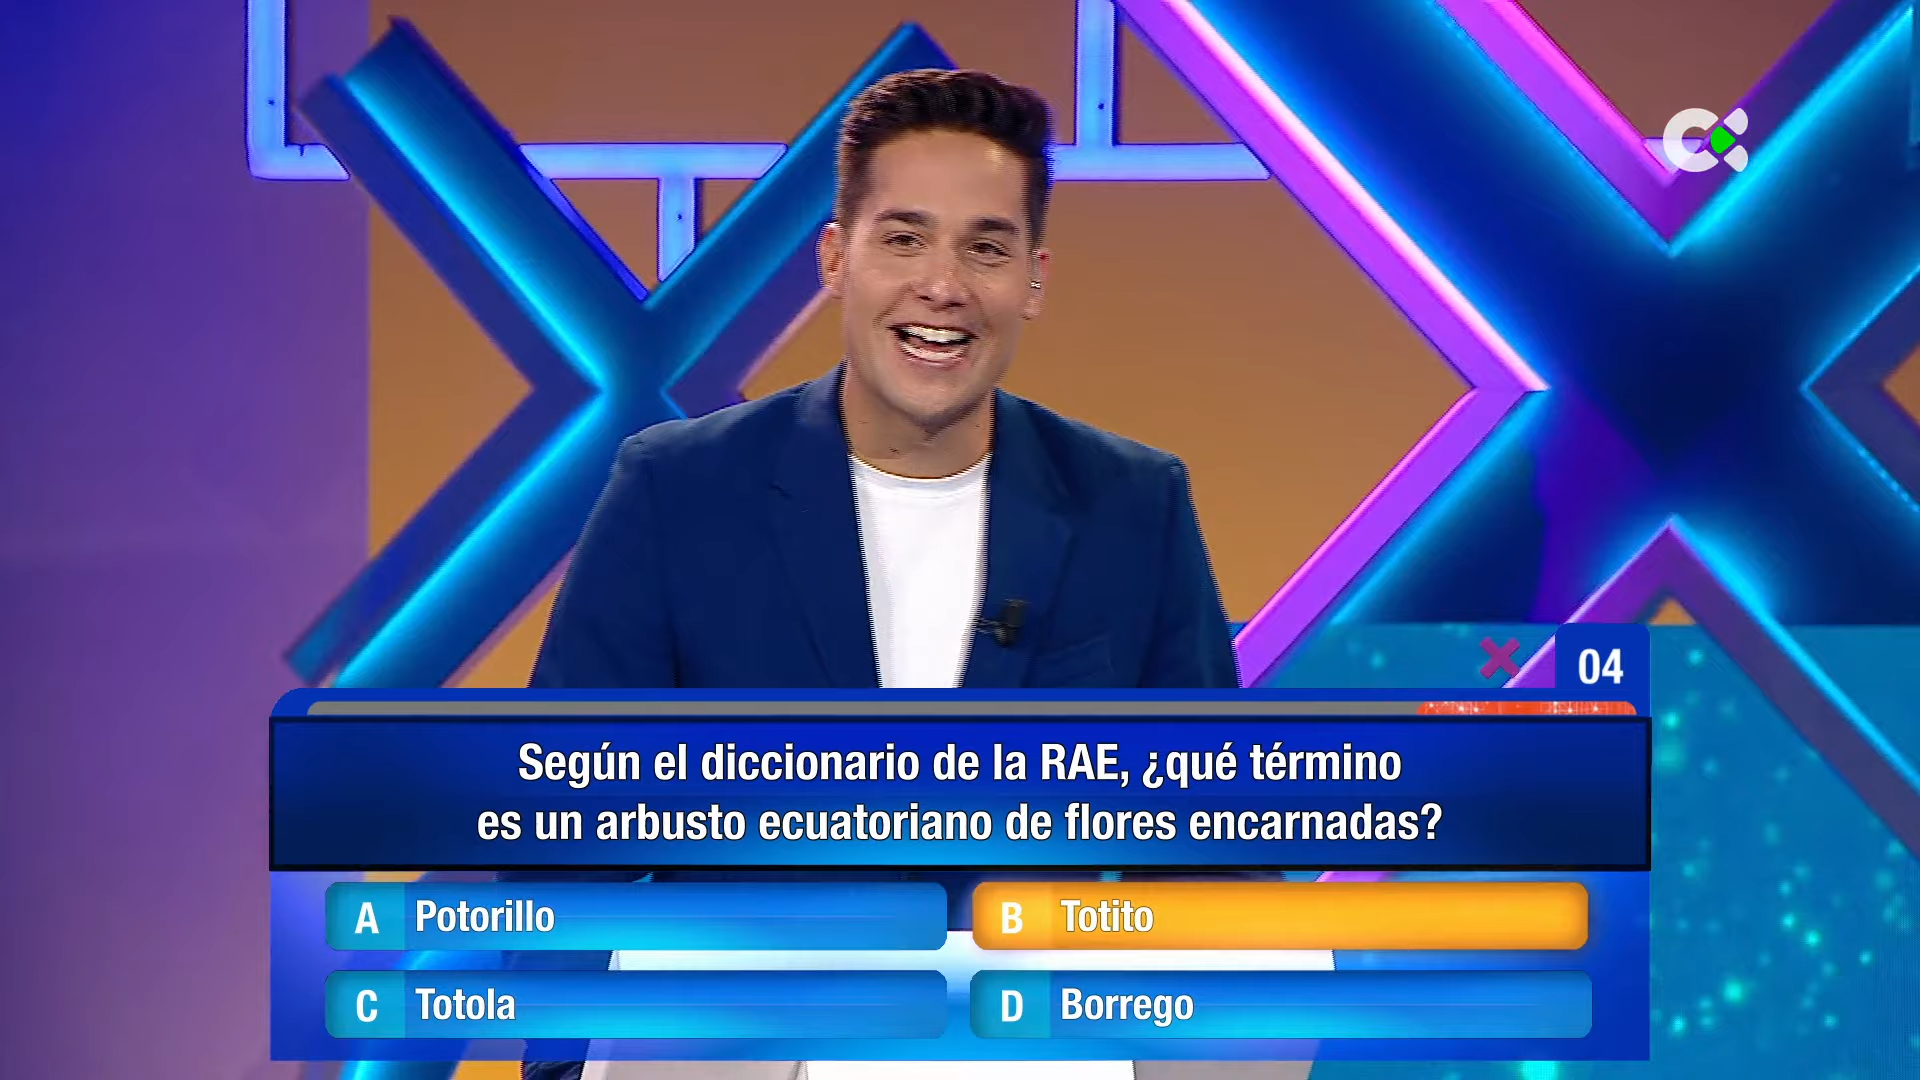 04
Según el diccionario de la RAE, ¿qué término
es un arbusto ecuatoriano de flores encarnadas?
A Potorillo
B Totito
C Totola
D Borrego